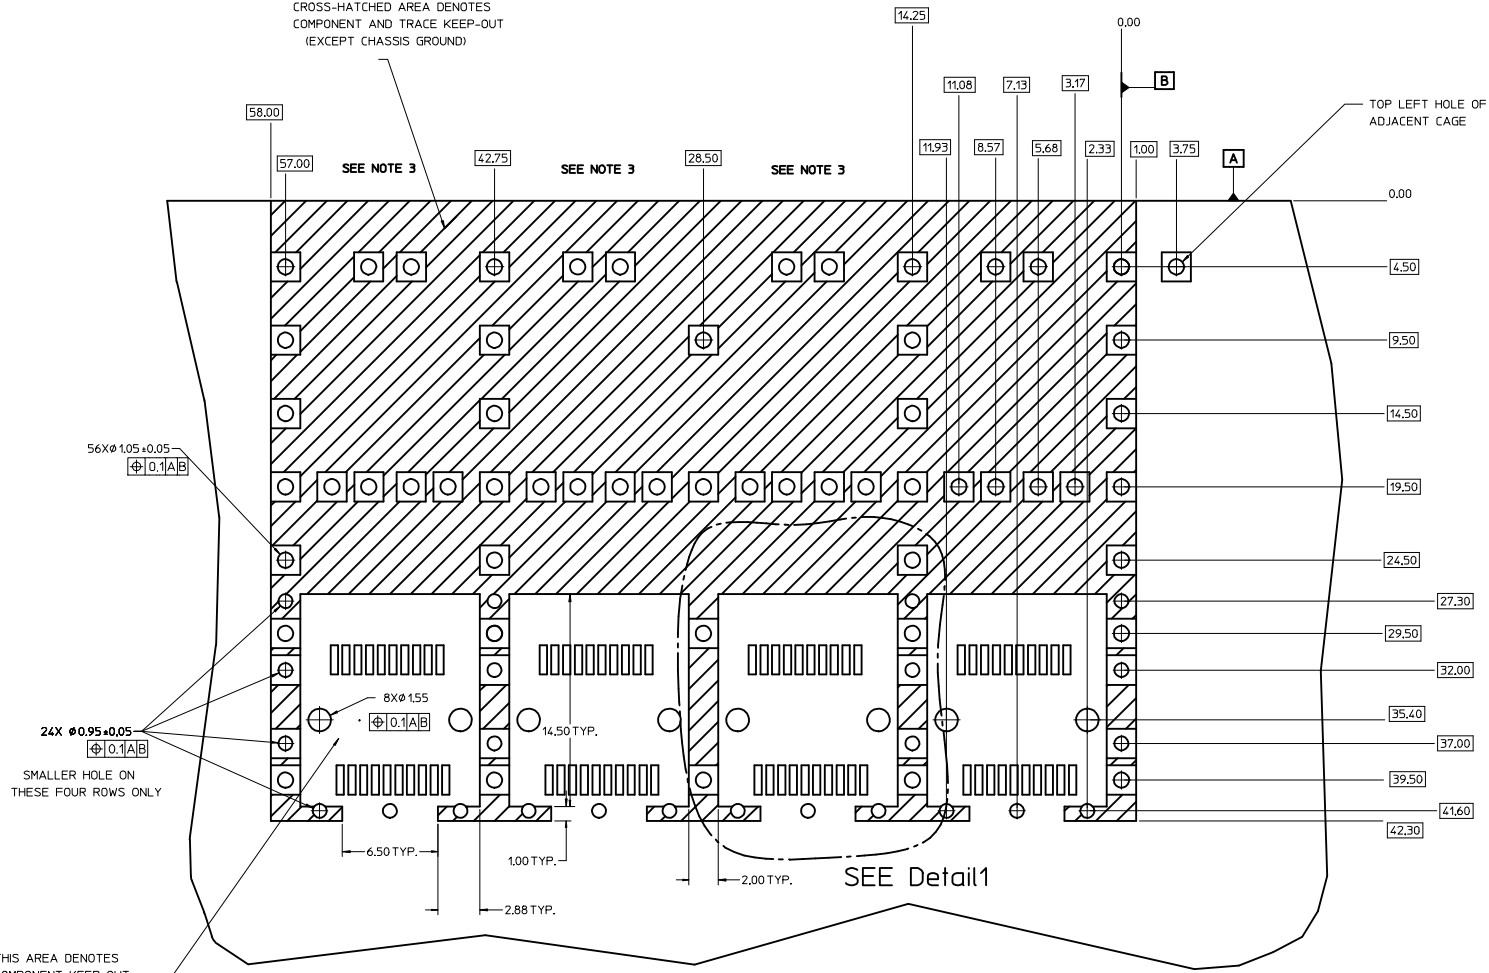 CROSS-HATCHED AREA DENOTES
COMPONENT AND TRACE KEEP-OUT
(EXCEPT CHASSIS GROUND)
14.25
0.00
B
58.00
11.08
7.13
3.17
TOP LEFT HOLE OF
ADJACENT CAGE
57.00
SEE NOTE 3
42.75
SEE NOTE 3
28.50
SEE NOTE 3
11.93
8.57
5.68
2.33
1.00
3.75
A
0.00
4.50
9.50
14.50
56XØ1.05±0.05
⌖ 0.1 A B
19.50
24.50
27.30
29.50
32.00
8XØ1.55
⌖ 0.1 A B
35.40
24X Ø0.95±0.05
⌖ 0.1 A B
14.50 TYP.
37.00
SMALLER HOLE ON
THESE FOUR ROWS ONLY
39.50
41.60
42.30
6.50 TYP.
1.00 TYP.
2.00 TYP.
SEE Detail1
2.88 TYP.
THIS AREA DENOTES
COMPONENT KEEP-OUT